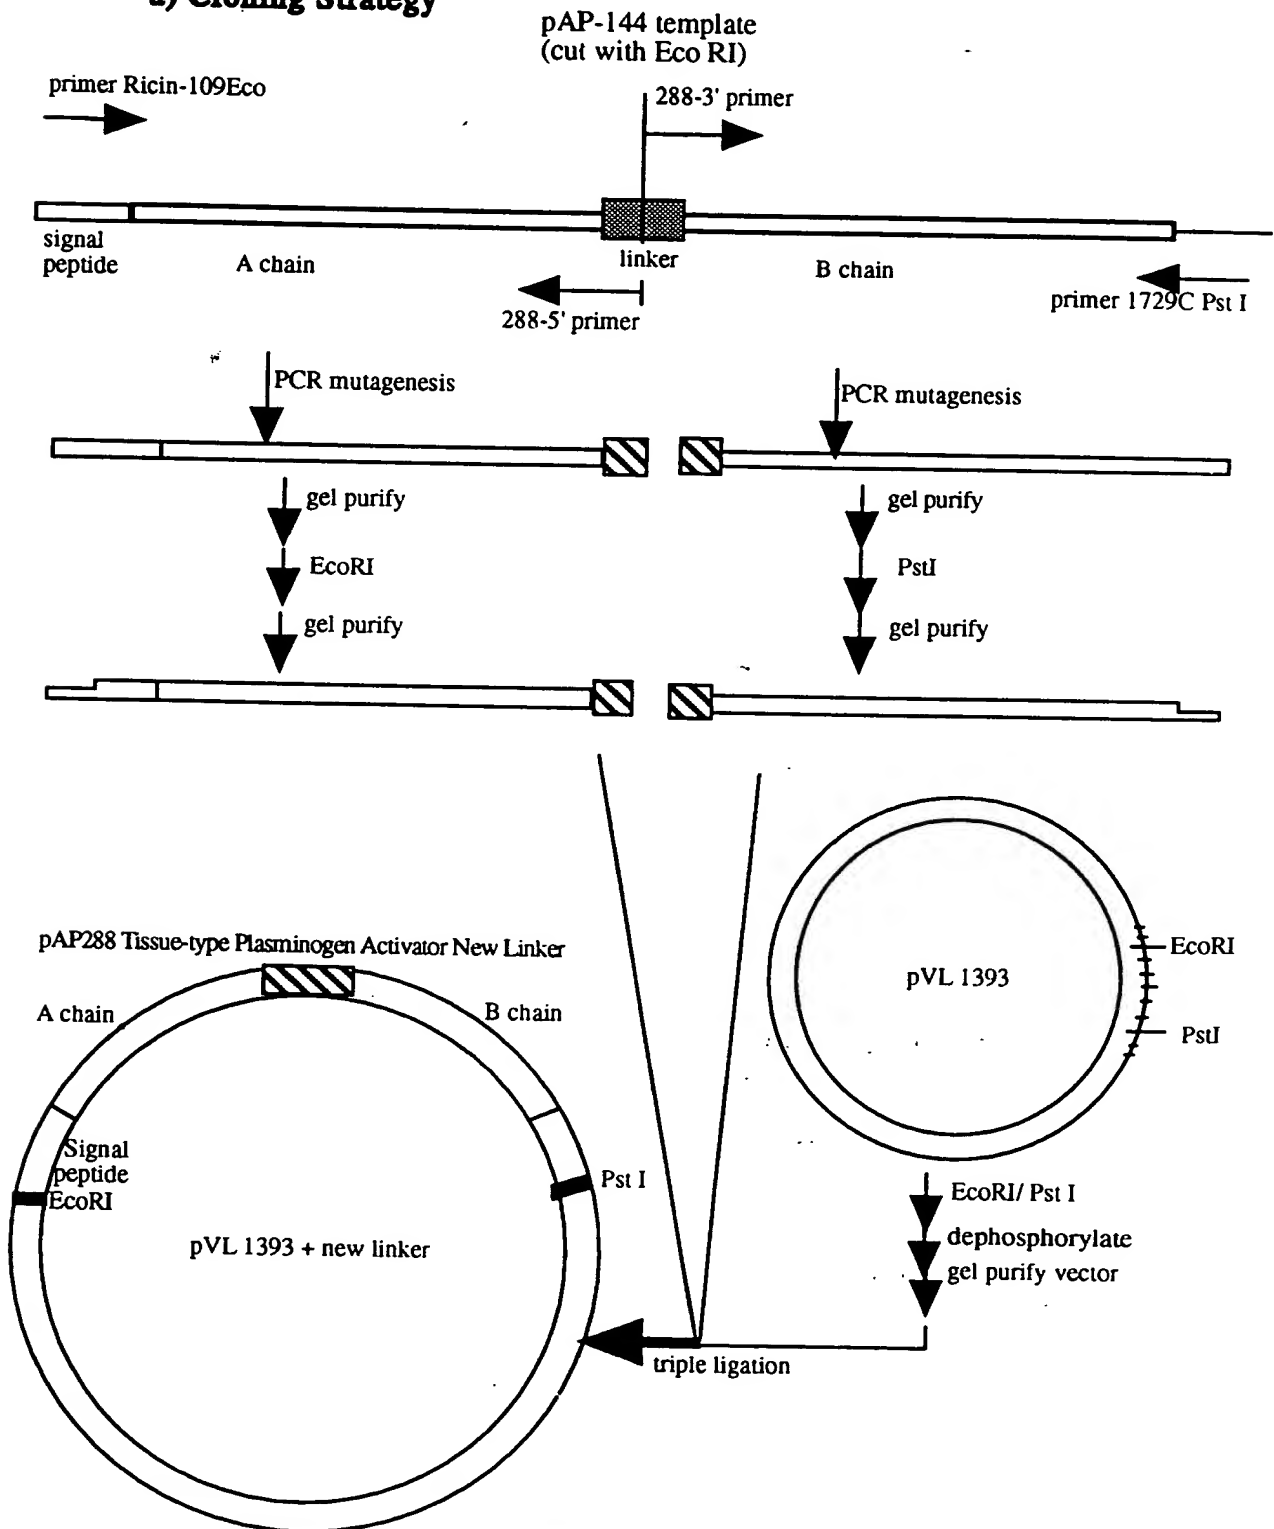 a) Cloning Strategy
pAP-144 template
(cut with Eco RI)
primer Ricin-109Eco
288-3' primer
signal
peptide
A chain
linker
B chain
288-5' primer
primer 1729C Pst I
PCR mutagenesis
PCR mutagenesis
gel purify
gel purify
EcoRI
PstI
gel purify
gel purify
pAP288 Tissue-type Plasminogen Activator New Linker
A chain
B chain
pVL 1393
EcoRI
PstI
Signal
peptide
EcoRI
Pst I
pVL 1393 + new linker
EcoRI/ Pst I
dephosphorylate
gel purify vector
triple ligation